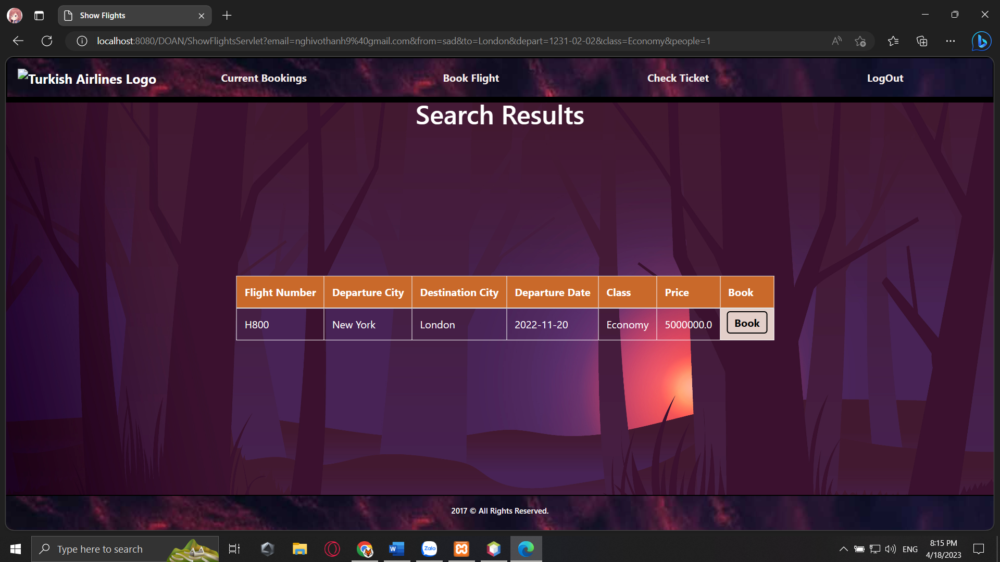 Show Flights
localhost:8080/DOAN/ShowFlightsServlet?email=nghivothanh9%40gmail.com&from=sad&to=London&depart=1231-02-02&class=Economy&people=1
Turkish Airlines Logo Current Bookings Book Flight Check Ticket LogOut
Search Results
Flight Number Departure City Destination City Departure Date Class Price Book
H800 New York London 2022-11-20 Economy 5000000.0 Book
2017 © All Rights Reserved.
Type here to search
W
Zalo
ENG
8:15 PM
4/18/2023